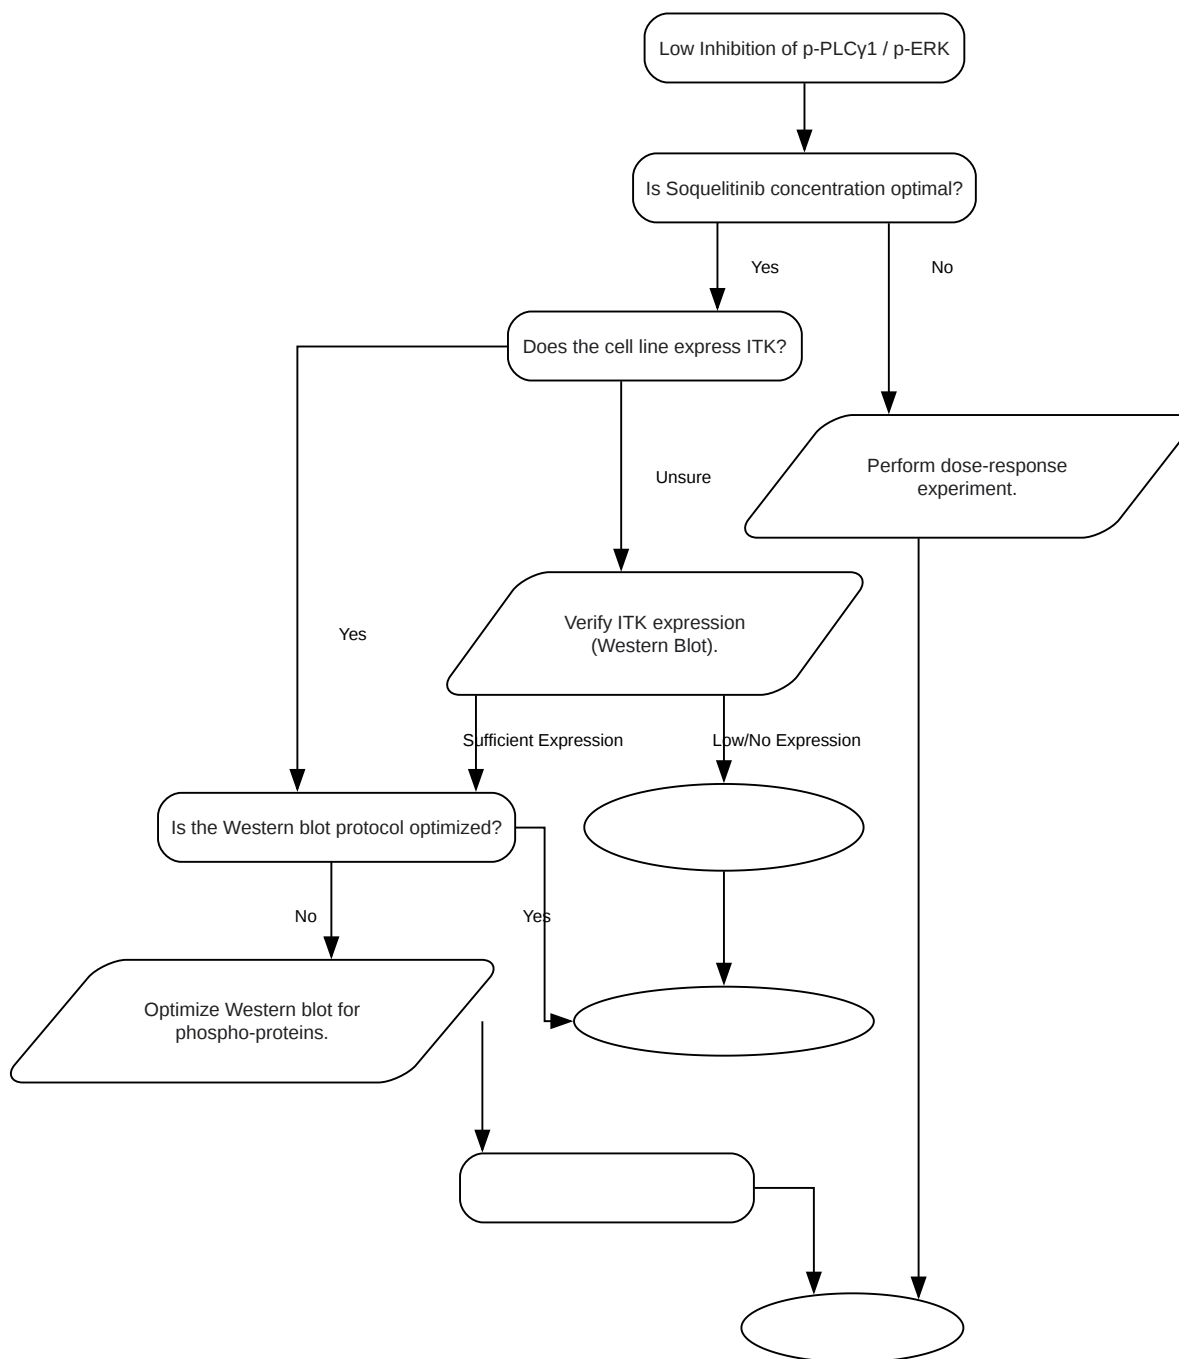 Low Inhibition of p-PLCγ1 / p-ERK
Is Soquelitinib concentration optimal?
Yes
No
Does the cell line express ITK?
Perform dose-response
experiment.
Unsure
Verify ITK expression
(Western Blot).
Yes
Sufficient Expression
Low/No Expression
Is the Western blot protocol optimized?
No
Yes
Optimize Western blot for
phospho-proteins.